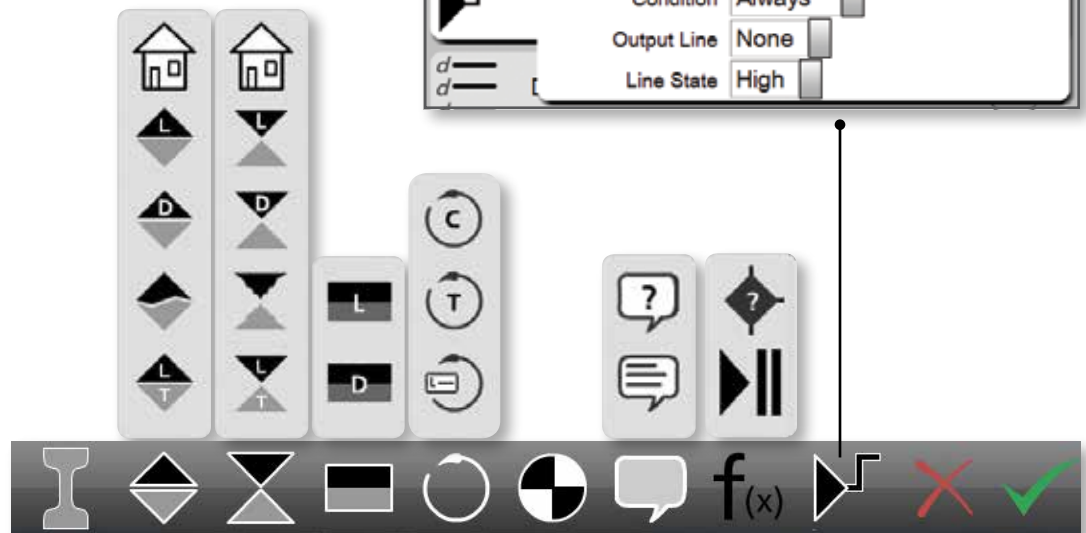 Condition Always
Output Line None
Line State High
d
d
L L
D D
C
L T
? ?
L L
T T
D
L
f(x)